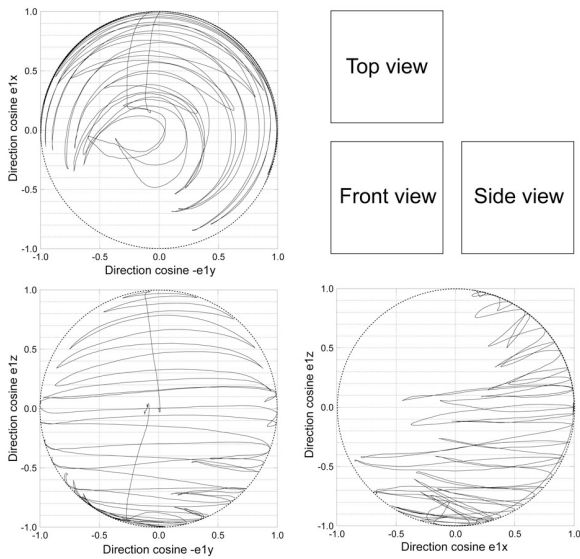 1.0
0.5
0.0
-0.5
-1.0
Direction cosine e1x
-1.0 -0.5 0.0 0.5 1.0
Direction cosine -e1y
Top view
Front view
Side view
1.0
0.5
0.0
-0.5
-1.0
Direction cosine e1z
-1.0 -0.5 0.0 0.5 1.0
Direction cosine -e1y
1.0
0.5
0.0
-0.5
-1.0
Direction cosine e1z
-1.0 -0.5 0.0 0.5 1.0
Direction cosine e1x